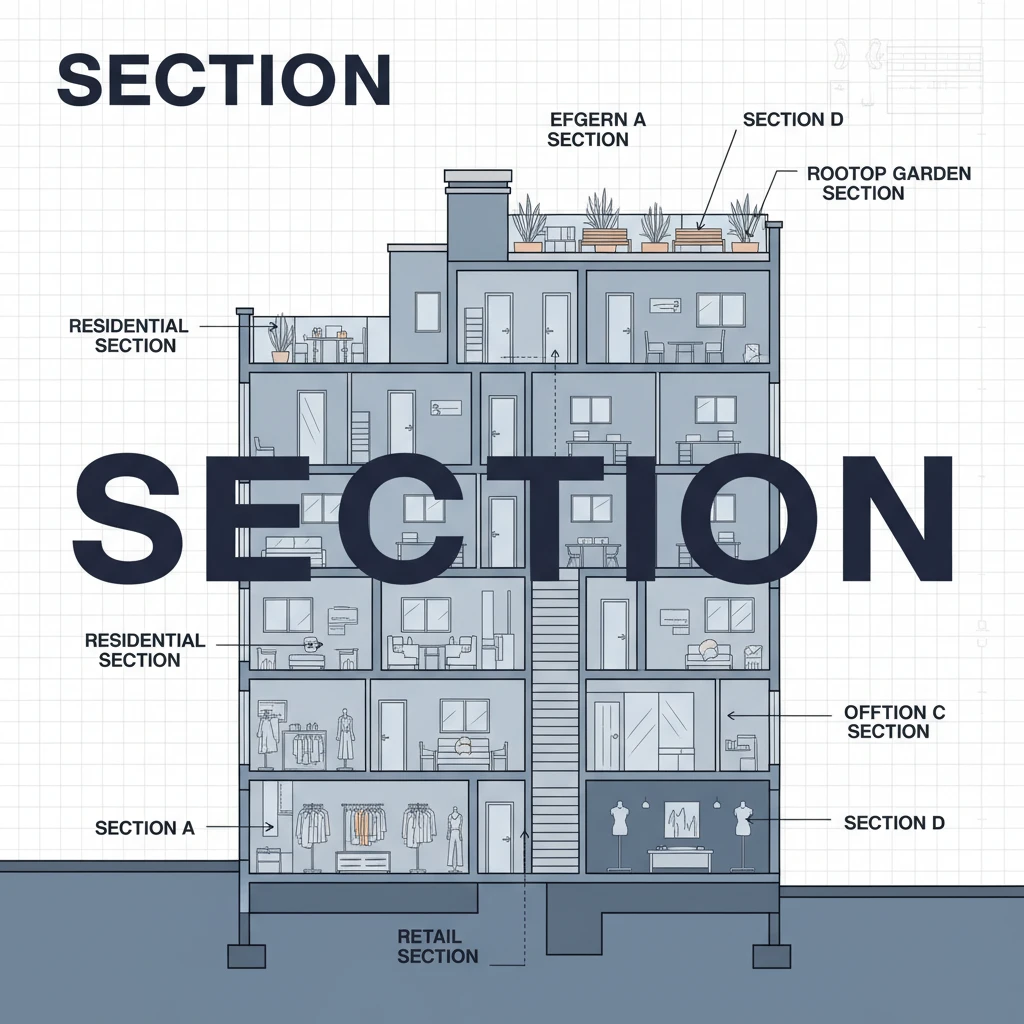 SECTION
EFGERN A
SECTION
SECTION D
ROOTOP GARDEN
SECTION
RESIDENTIAL
SECTION
SECTION
RESIDENTIAL
SECTION
OFFTION C
SECTION
SECTION A
SECTION D
RETAIL
SECTION